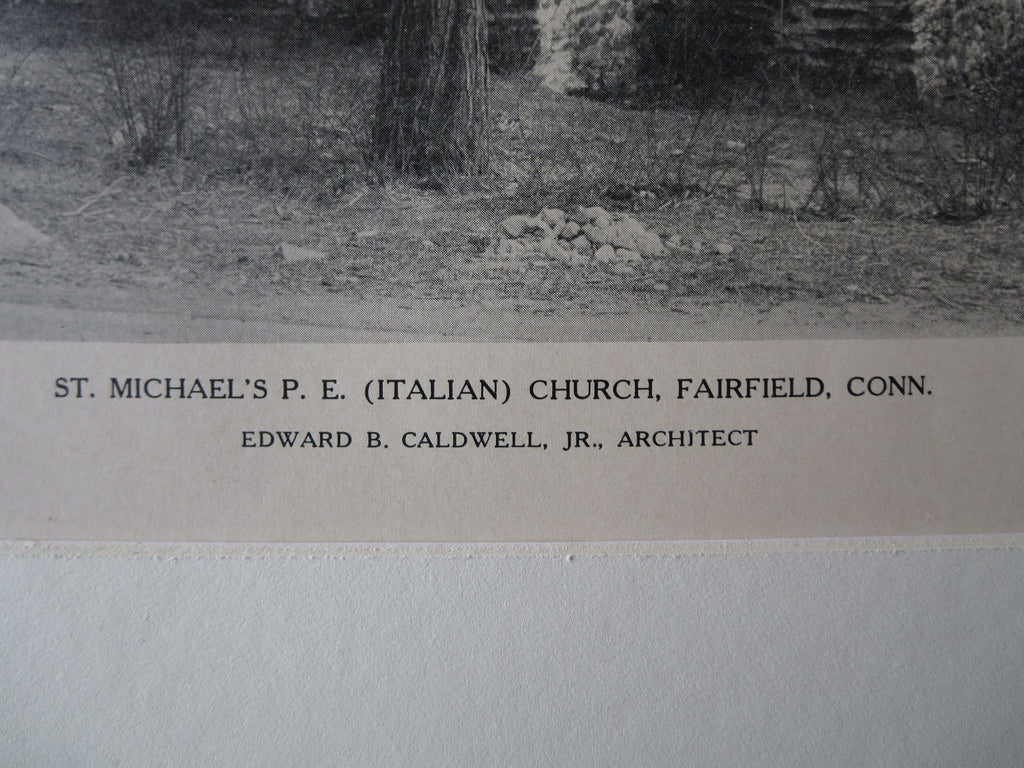 ST. MICHAEL'S P. E. (ITALIAN) CHURCH, FAIRFIELD, CONN.
EDWARD B. CALDWELL, JR., ARCHITECT